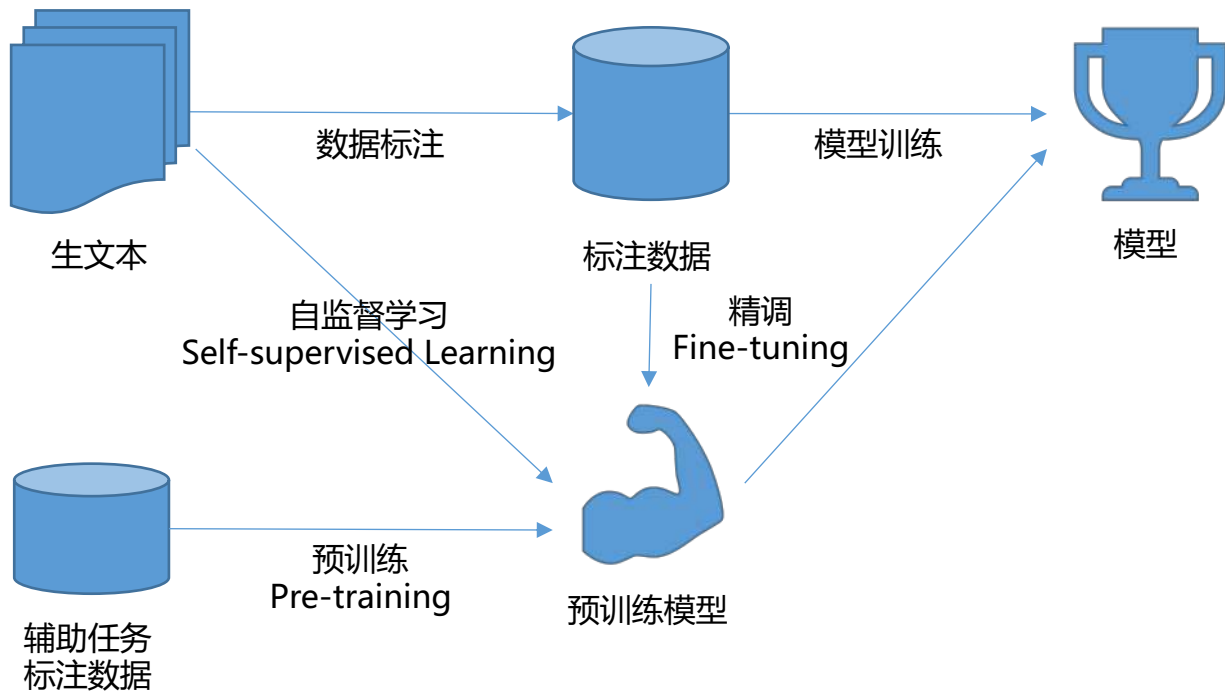 数据标注
模型训练
生文本
标注数据
模型
自监督学习
Self-supervised Learning
精调
Fine-tuning
预训练
Pre-training
预训练模型
辅助任务
标注数据